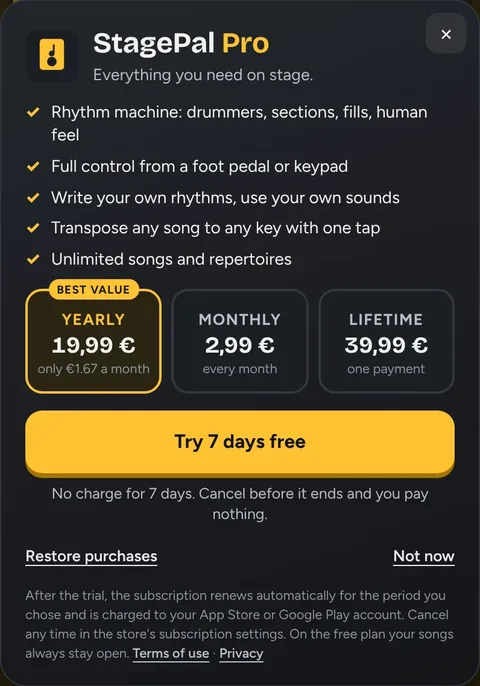 StagePal Pro
Everything you need on stage.
Rhythm machine: drummers, sections, fills, human
feel
Full control from a foot pedal or keypad
Write your own rhythms, use your own sounds
Transpose any song to any key with one tap
Unlimited songs and repertoires
BEST VALUE
YEARLY
19,99 €
only €1.67 a month
MONTHLY
2,99 €
every month
LIFETIME
39,99 €
one payment
Try 7 days free
No charge for 7 days. Cancel before it ends and you pay
nothing.
Restore purchases
Not now
After the trial, the subscription renews automatically for the period you
chose and is charged to your App Store or Google Play account. Cancel
any time in the store's subscription settings. On the free plan your songs
always stay open. Terms of use · Privacy